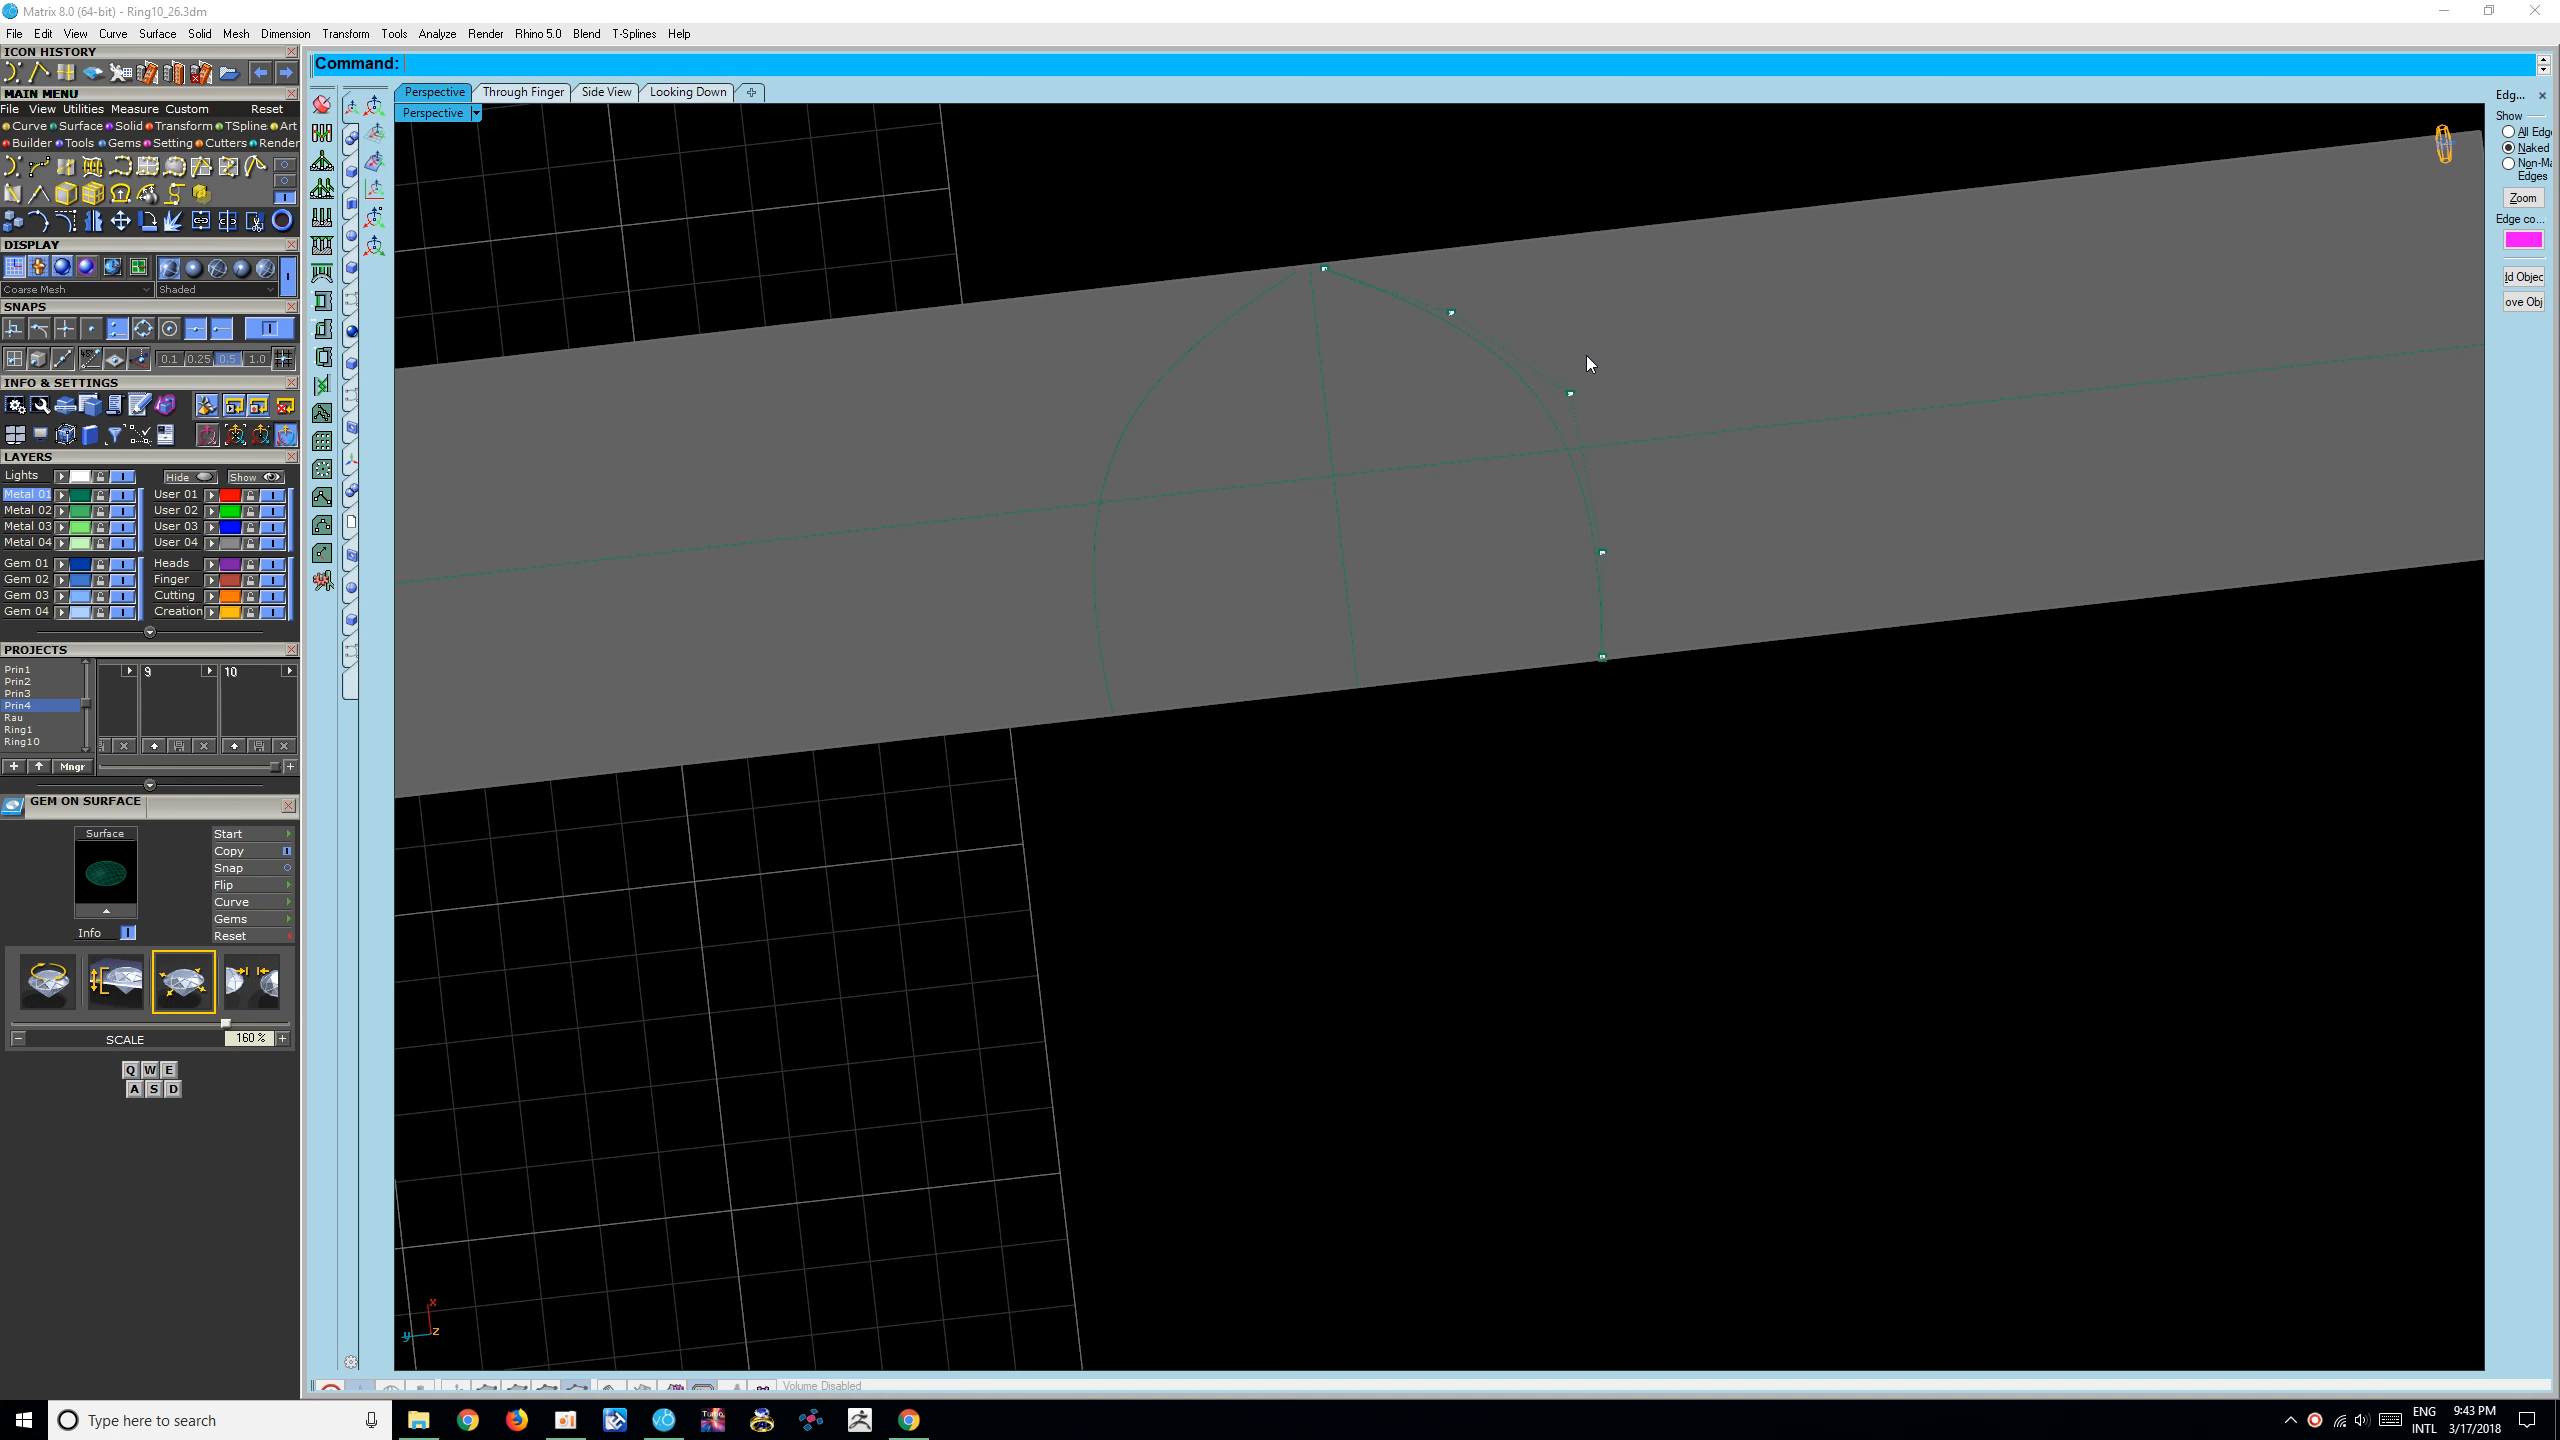 Matrix 8.0 (64-bit) - Ring10_26.3dm
File Edit View Curve Surface Solid Mesh Dimension Transform Tools Analyze Render Rhino 5.0 Blend T-Splines Help
ICON HISTORY
MAIN MENU
File View Utilities Measure Custom Reset
Curve Surface Solid Transform TSpline Art
Builder Tools Gems Setting Cutters Render
DISPLAY
Coarse Mesh Shaded
SNAPS
0.1 0.25 0.5 1.0
INFO & SETTINGS
LAYERS
Lights Hide Show
Metal 01 User 01
Metal 02 User 02
Metal 03 User 03
Metal 04 User 04
Gem 01 Heads
Gem 02 Finger
Gem 03 Cutting
Gem 04 Creation
PROJECTS
Prin1
Prin2
Prin3
Prin4
Rau
Ring1
Ring10
9 10
Mngr
GEM ON SURFACE
Surface
Start
Copy
Snap
Flip
Curve
Gems
Reset
Info
SCALE 160 %
Q W E
A S D
Command:
Perspective Through Finger Side View Looking Down
Perspective
x
y z
Edg...
Show
All Edg
Naked
Non-Ma
Edges
Zoom
Edge co...
ld Objec
ove Obj
Volume Disabled
Type here to search
ENG
INTL
9:43 PM
3/17/2018